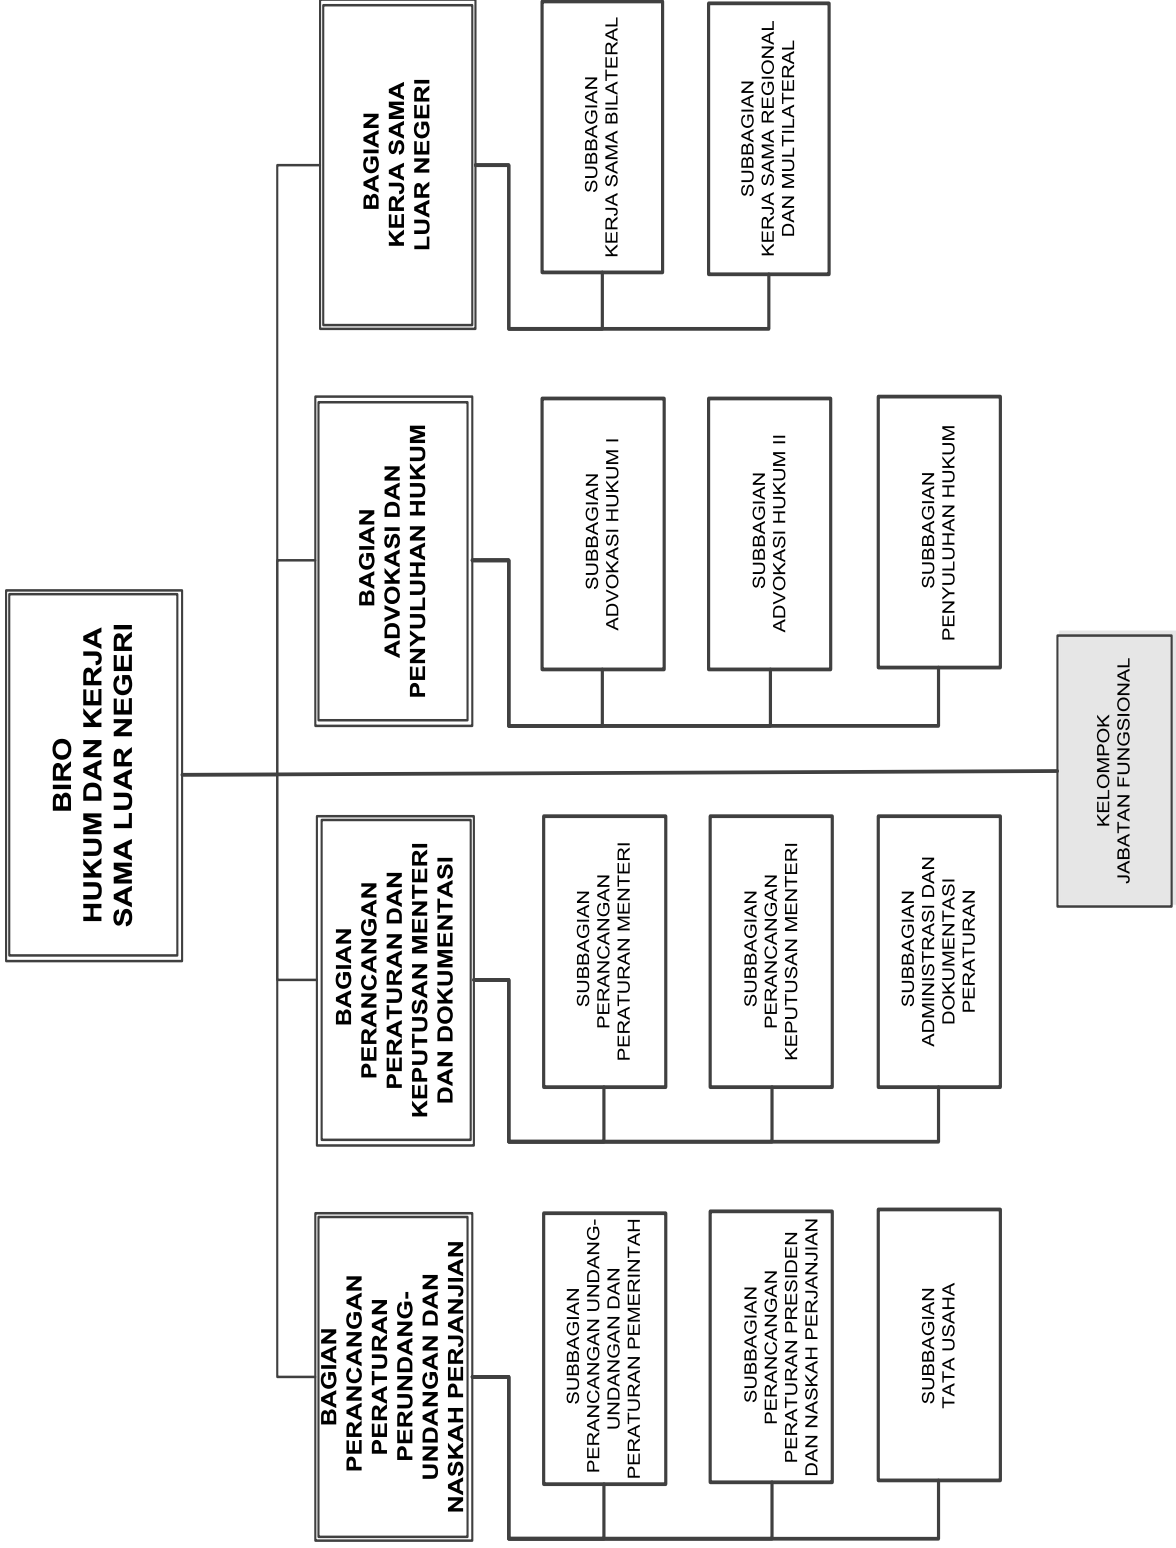 BIRO
HUKUM DAN KERJA
SAMA LUAR NEGERI
BAGIAN
PERANCANGAN
PERATURAN
PERUNDANG-
UNDANGAN DAN
NASKAH PERJANJIAN
BAGIAN
PERANCANGAN
PERATURAN DAN
KEPUTUSAN MENTERI
DAN DOKUMENTASI
BAGIAN
ADVOKASI DAN
PENYULUHAN HUKUM
BAGIAN
KERJA SAMA
LUAR NEGERI
SUBBAGIAN
PERANCANGAN UNDANG-
UNDANGAN DAN
PERATURAN PEMERINTAH
SUBBAGIAN
PERANCANGAN
PERATURAN MENTERI
SUBBAGIAN
ADVOKASI HUKUM I
SUBBAGIAN
KERJA SAMA BILATERAL
SUBBAGIAN
PERANCANGAN
PERATURAN PRESIDEN
DAN NASKAH PERJANJIAN
SUBBAGIAN
PERANCANGAN
KEPUTUSAN MENTERI
SUBBAGIAN
ADVOKASI HUKUM II
SUBBAGIAN
KERJA SAMA REGIONAL
DAN MULTILATERAL
SUBBAGIAN
TATA USAHA
SUBBAGIAN
ADMINISTRASI DAN
DOKUMENTASI
PERATURAN
SUBBAGIAN
PENYULUHAN HUKUM
KELOMPOK
JABATAN FUNGSIONAL